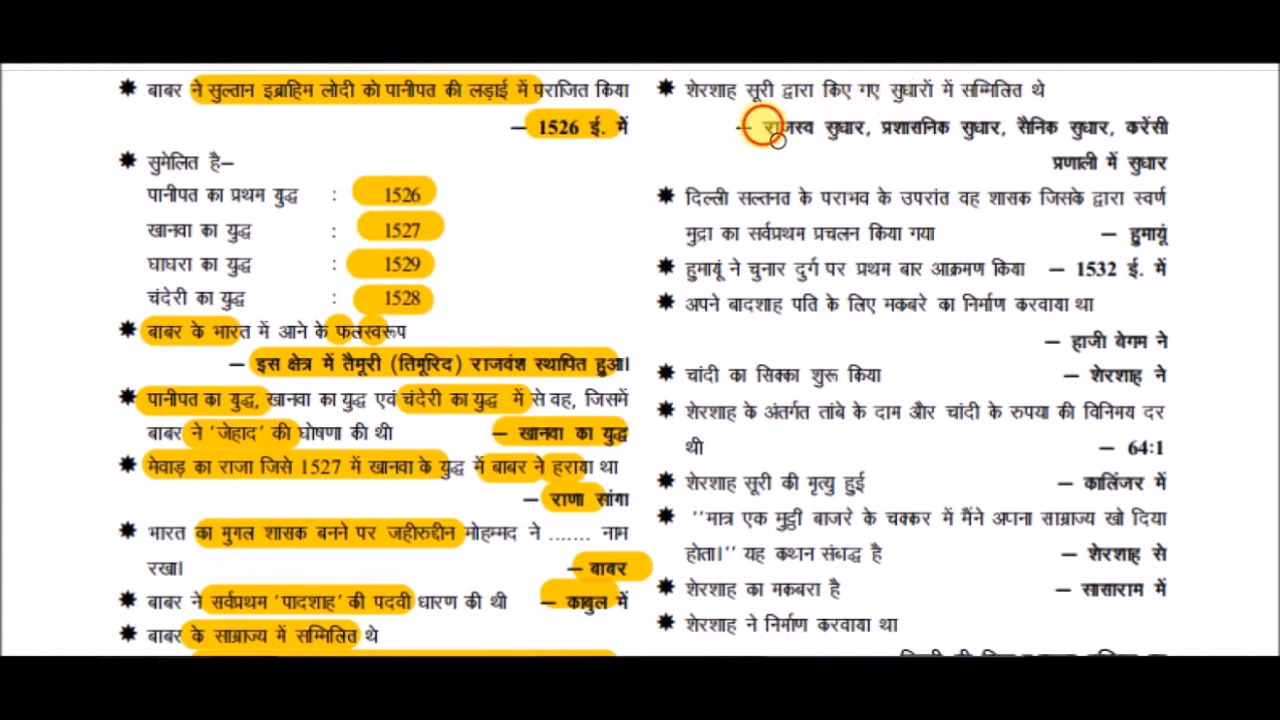 ✷ बाबर ने सुल्तान इब्राहिम लोदी को पानीपत की लड़ाई में पराजित किया
– 1526 ई. में
✷ सुमेलित है–
पानीपत का प्रथम युद्ध : 1526
खानवा का युद्ध : 1527
घाघरा का युद्ध : 1529
चंदेरी का युद्ध : 1528
✷ बाबर के भारत में आने के फलस्वरूप
– इस क्षेत्र में तैमूरी (तिमूरिद) राजवंश स्थापित हुआ।
✷ पानीपत का युद्ध, खानवा का युद्ध एवं चंदेरी का युद्ध में से वह, जिसमें
बाबर ने 'जेहाद' की घोषणा की थी – खानवा का युद्ध
✷ मेवाड़ का राजा जिसे 1527 में खानवा के युद्ध में बाबर ने हराया था
– राणा सांगा
✷ भारत का मुगल शासक बनने पर जहीरुद्दीन मोहम्मद ने ....... नाम
रखा। – बाबर
✷ बाबर ने सर्वप्रथम 'पादशाह' की पदवी धारण की थी – काबुल में
✷ बाबर के साम्राज्य में सम्मिलित थे
✷ शेरशाह सूरी द्वारा किए गए सुधारों में सम्मिलित थे
– राजस्व सुधार, प्रशासनिक सुधार, सैनिक सुधार, करेंसी
प्रणाली में सुधार
✷ दिल्ली सल्तनत के पराभव के उपरांत वह शासक जिसके द्वारा स्वर्ण
मुद्रा का सर्वप्रथम प्रचलन किया गया – हुमायूं
✷ हुमायूं ने चुनार दुर्ग पर प्रथम बार आक्रमण किया – 1532 ई. में
✷ अपने बादशाह पति के लिए मकबरे का निर्माण करवाया था
– हाजी बेगम ने
✷ चांदी का सिक्का शुरू किया – शेरशाह ने
✷ शेरशाह के अंतर्गत तांबे के दाम और चांदी के रुपया की विनिमय दर
थी – 64:1
✷ शेरशाह सूरी की मृत्यु हुई – कालिंजर में
✷ ''मात्र एक मुट्ठी बाजरे के चक्कर में मैंने अपना साम्राज्य खो दिया
होता।'' यह कथन संबद्ध है – शेरशाह से
✷ शेरशाह का मकबरा है – सासाराम में
✷ शेरशाह ने निर्माण करवाया था